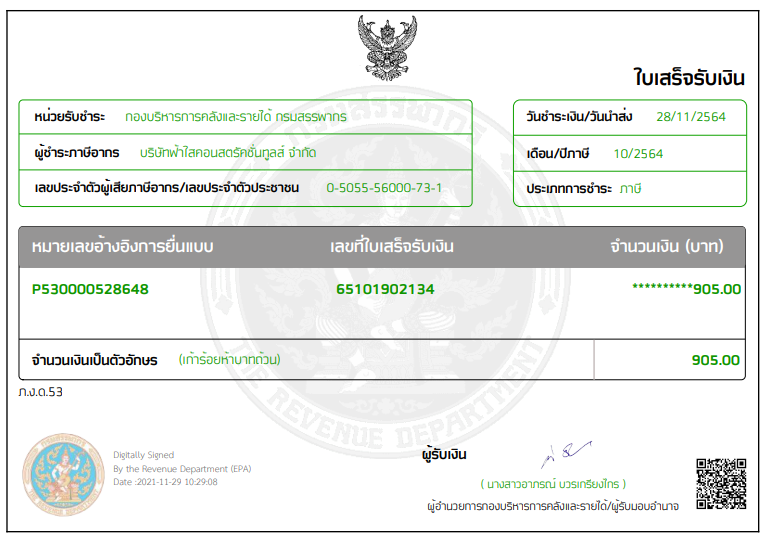 ใบเสร็จรับเงิน
หน่วยรับชำระ กองบริหารการคลังและรายได้ กรมสรรพากร
วันชำระเงิน/วันนำส่ง 28/11/2564
ผู้ชำระภาษีอากร บริษัทฟ้าใสคอนสตรัคชั่นทูลส์ จำกัด
เดือน/ปีภาษี 10/2564
เลขประจำตัวผู้เสียภาษีอากร/เลขประจำตัวประชาชน 0-5055-56000-73-1
ประเภทการชำระ ภาษี
หมายเลขอ้างอิงการยื่นแบบ เลขที่ใบเสร็จรับเงิน จำนวนเงิน (บาท)
P530000528648 65101902134 **********905.00
จำนวนเงินเป็นตัวอักษร (เก้าร้อยห้าบาทถ้วน) 905.00
ภ.ง.ด.53
กรมสรรพากร
THE REVENUE DEPARTMENT
Digitally Signed
By the Revenue Department (EPA)
Date :2021-11-29 10:29:08
ผู้รับเงิน
( นางสาวอาภรณ์ บวรเกรียงไกร )
ผู้อำนวยการกองบริหารการคลังและรายได้/ผู้รับมอบอำนาจ